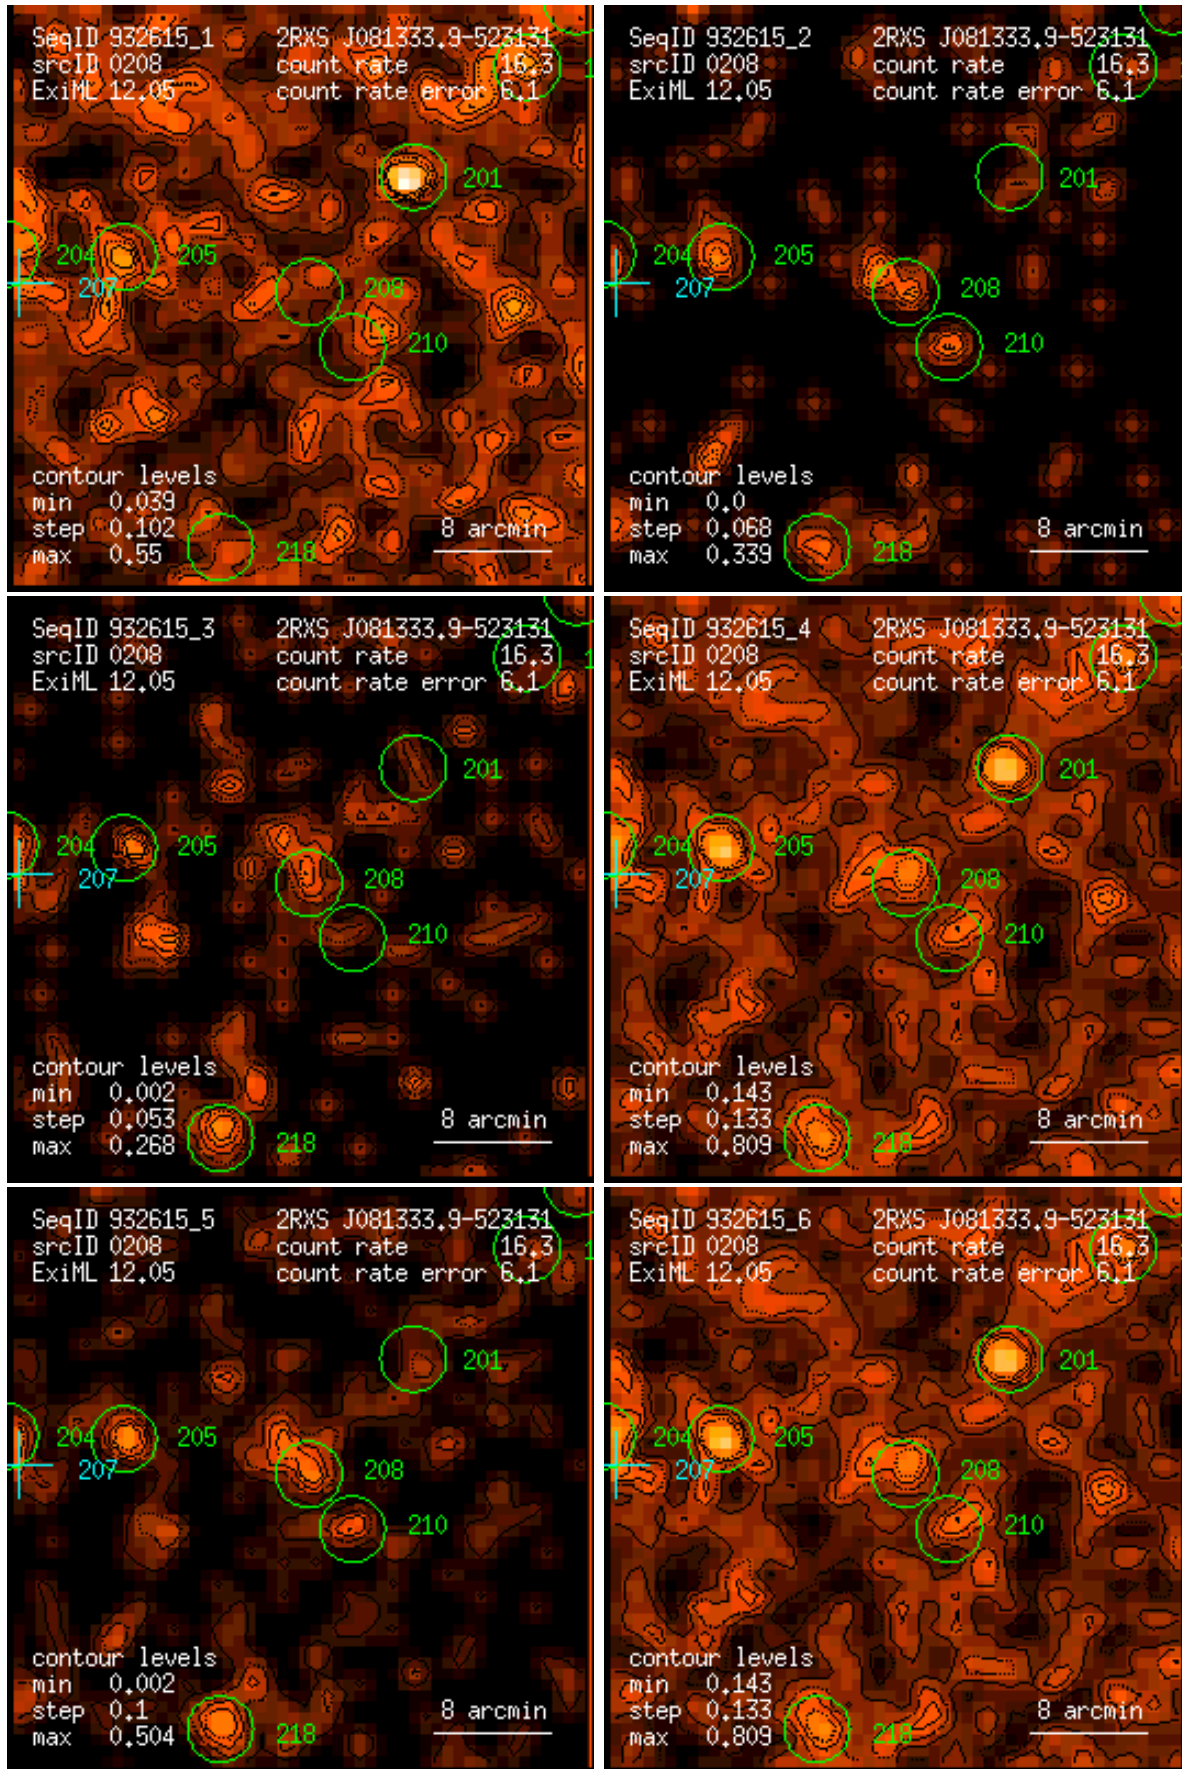 SeqID 932615_1 2RXS J081333.9-523131
srcID 0208 count rate 16.3
ExiML 12.05 count rate error 6.1
201
204 205
207 208
210
contour levels
min 0.039
step 0.102 8 arcmin
max 0.55 218
SeqID 932615_2 2RXS J081333.9-523131
srcID 0208 count rate 16.3
ExiML 12.05 count rate error 6.1
201
204 205
207 208
210
contour levels
min 0.0
step 0.068 8 arcmin
max 0.339 218
SeqID 932615_3 2RXS J081333.9-523131
srcID 0208 count rate 16.3
ExiML 12.05 count rate error 6.1
201
204 205
207 208
210
contour levels
min 0.002
step 0.053 8 arcmin
max 0.268 218
SeqID 932615_4 2RXS J081333.9-523131
srcID 0208 count rate 16.3
ExiML 12.05 count rate error 6.1
201
204 205
207 208
210
contour levels
min 0.143
step 0.133 8 arcmin
max 0.809 218
SeqID 932615_5 2RXS J081333.9-523131
srcID 0208 count rate 16.3
ExiML 12.05 count rate error 6.1
201
204 205
207 208
210
contour levels
min 0.002
step 0.1 8 arcmin
max 0.504 218
SeqID 932615_6 2RXS J081333.9-523131
srcID 0208 count rate 16.3
ExiML 12.05 count rate error 6.1
201
204 205
207 208
210
contour levels
min 0.143
step 0.133 8 arcmin
max 0.809 218